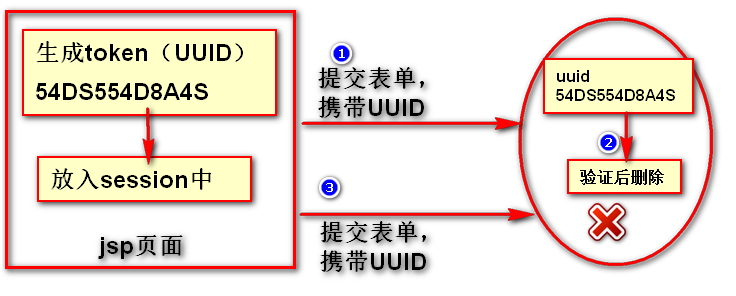 生成token（UUID）
54DS554D8A4S
放入session中
jsp页面
1
提交表单，
携带UUID
3
提交表单，
携带UUID
uuid
54DS554D8A4S
2
验证后删除